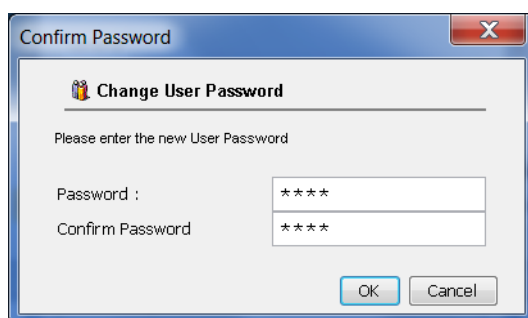 Confirm Password
X
Change User Password
Please enter the new User Password
Password : ****
Confirm Password ****
OK Cancel